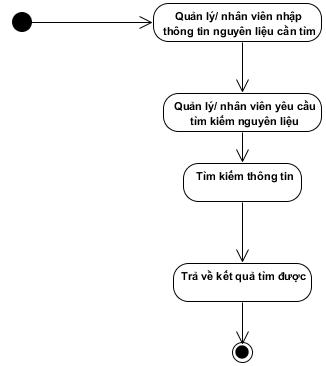 Quản lý/ nhân viên nhập
thông tin nguyên liệu cần tìm
Quản lý/ nhân viên yêu cầu
tìm kiếm nguyên liệu
Tìm kiếm thông tin
Trả về kết quả tìm được